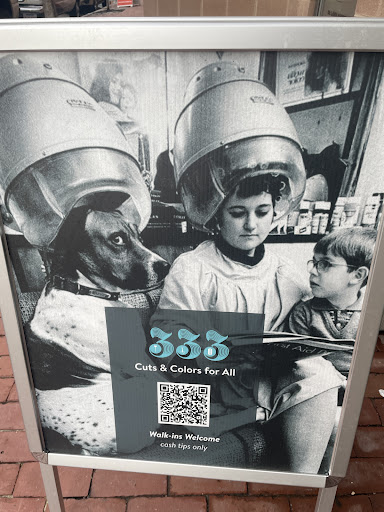 333
Cuts & Colors for All
Walk-ins Welcome
cash tips only